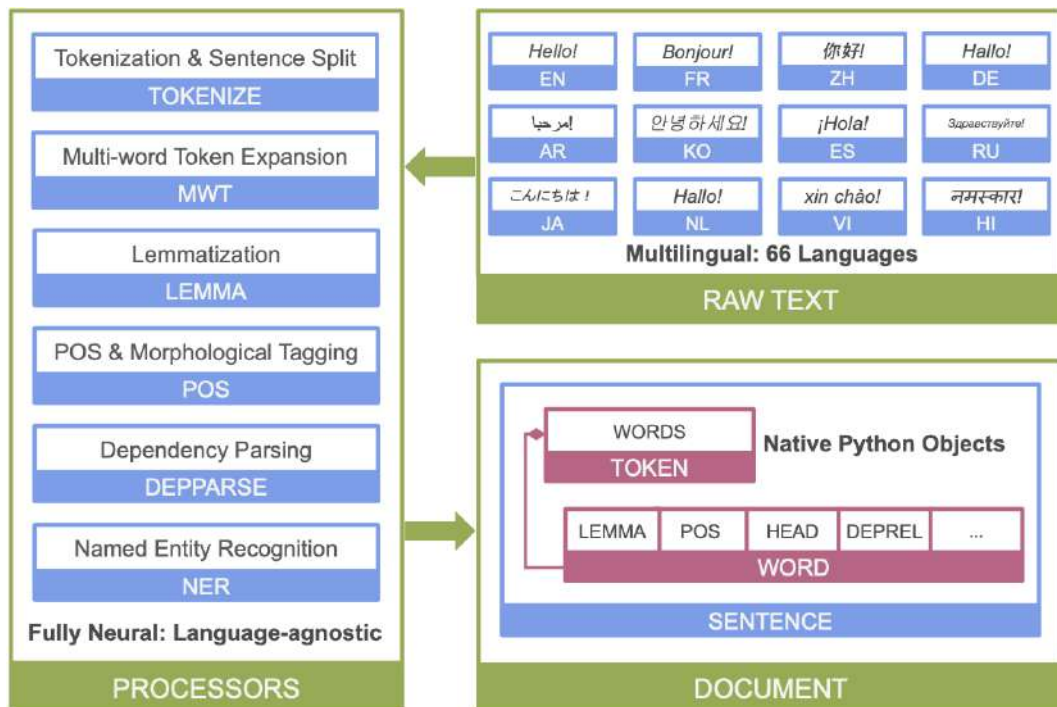 Tokenization & Sentence Split
TOKENIZE
Multi-word Token Expansion
MWT
Lemmatization
LEMMA
POS & Morphological Tagging
POS
Dependency Parsing
DEPPARSE
Named Entity Recognition
NER
Fully Neural: Language-agnostic
PROCESSORS
Hello! Bonjour! 你好! Hallo!
EN FR ZH DE
مرحبا! 안녕하세요! ¡Hola! Здравствуйте!
AR KO ES RU
こんにちは! Hallo! xin chào! नमस्कार!
JA NL VI HI
Multilingual: 66 Languages
RAW TEXT
WORDS
TOKEN
Native Python Objects
LEMMA POS HEAD DEPREL ...
WORD
SENTENCE
DOCUMENT